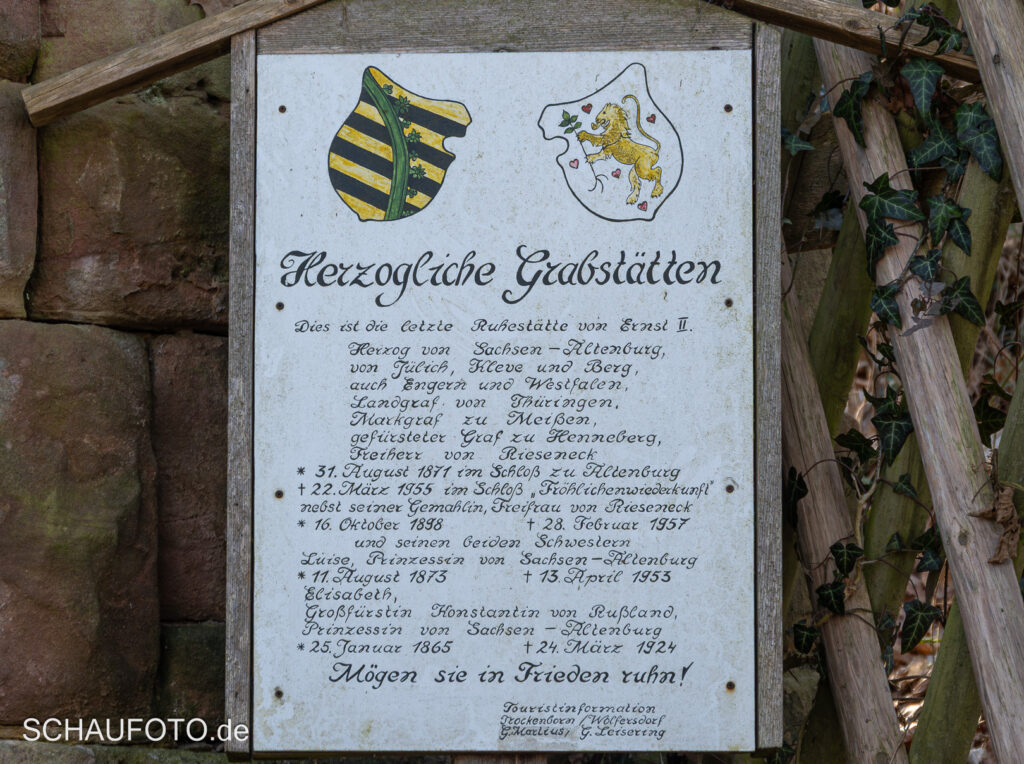 Herzogliche Grabstätten
Dies ist die letzte Ruhestätte von Ernst II.
Herzog von Sachsen – Altenburg,
von Jülich, Kleve und Berg,
auch Engern und Westfalen,
Landgraf von Thüringen,
Markgraf zu Meißen,
gefürsteter Graf zu Henneberg,
Freiherr von Rieseneck
* 31. August 1871 im Schloß zu Altenburg
† 22. März 1955 im Schloß „Fröhlichenwiederkunft"
nebst seiner Gemahlin, Freifrau von Rieseneck
* 16. Oktober 1898 † 28. Februar 1957
und seinen beiden Schwestern
Luise, Prinzessin von Sachsen – Altenburg
* 11. August 1873 † 13. April 1953
Elisabeth,
Großfürstin Konstantin von Rußland,
Prinzessin von Sachsen – Altenburg
* 25. Januar 1865 † 24. März 1924
Mögen sie in Frieden ruhn!
Touristinformation
Trockenborn / Wolfersdorf
G. Martius, G. Leisering
SCHAUFOTO.de